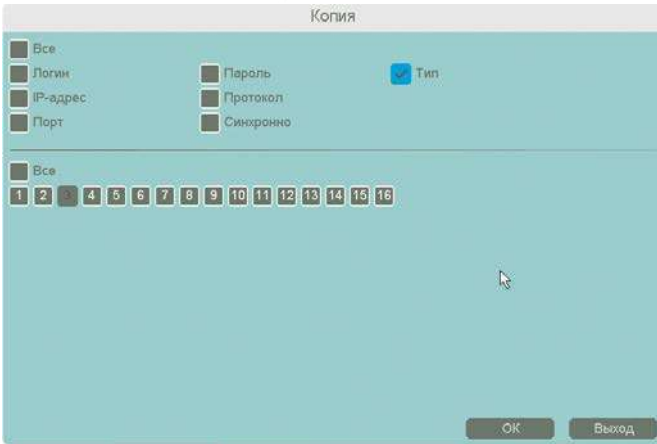 Копия
Все
Логин Пароль Тип
IP-адрес Протокол
Порт Синхронно
Все
1 2 3 4 5 6 7 8 9 10 11 12 13 14 15 16
OK Выход